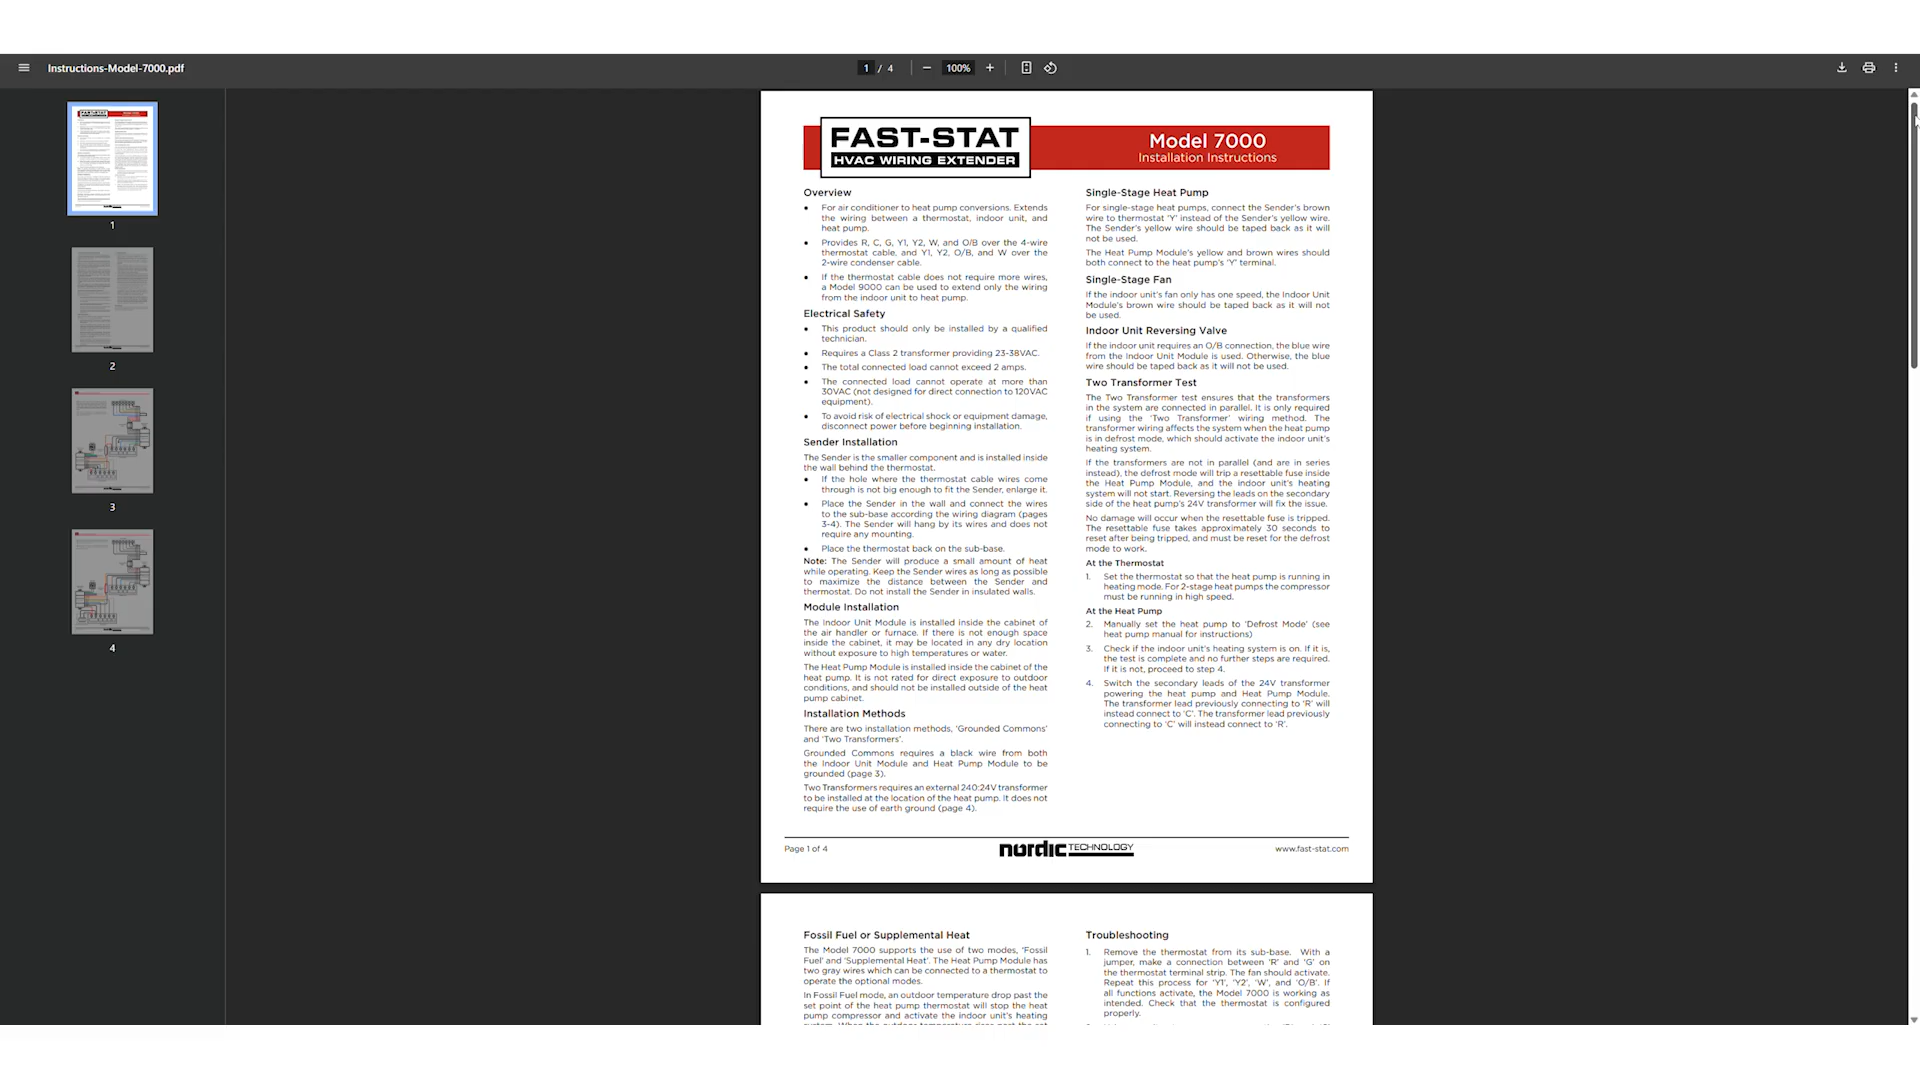 Instructions-Model-7000.pdf
1 / 4
100%
1
2
3
4
FAST-STAT
HVAC WIRING EXTENDER
Model 7000
Installation Instructions
Overview
• For air conditioner to heat pump conversions. Extends
the wiring between a thermostat, indoor unit, and
heat pump.
• Provides R, C, G, Y1, Y2, W, and O/B over the 4-wire
thermostat cable, and Y1, Y2, O/B, and W over the
2-wire condenser cable.
• If the thermostat cable does not require more wires,
a Model 9000 can be used to extend only the wiring
from the indoor unit to heat pump.
Electrical Safety
• This product should only be installed by a qualified
technician.
• Requires a Class 2 transformer providing 23-38VAC.
• The total connected load cannot exceed 2 amps.
• The connected load cannot operate at more than
30VAC (not designed for direct connection to 120VAC
equipment).
• To avoid risk of electrical shock or equipment damage,
disconnect power before beginning installation.
Sender Installation
The Sender is the smaller component and is installed inside
the wall behind the thermostat.
• If the hole where the thermostat cable wires come
through is not big enough to fit the Sender, enlarge it.
• Place the Sender in the wall and connect the wires
to the sub-base according the wiring diagram (pages
3-4). The Sender will hang by its wires and does not
require any mounting.
• Place the thermostat back on the sub-base.
Note: The Sender will produce a small amount of heat
while operating. Keep the Sender wires as long as possible
to maximize the distance between the Sender and
thermostat. Do not install the Sender in insulated walls.
Module Installation
The Indoor Unit Module is installed inside the cabinet of
the air handler or furnace. If there is not enough space
inside the cabinet, it may be located in any dry location
without exposure to high temperatures or water.
The Heat Pump Module is installed inside the cabinet of the
heat pump. It is not rated for direct exposure to outdoor
conditions, and should not be installed outside of the heat
pump cabinet.
Installation Methods
There are two installation methods, 'Grounded Commons'
and 'Two Transformers'.
Grounded Commons requires a black wire from both
the Indoor Unit Module and Heat Pump Module to be
grounded (page 3).
Two Transformers requires an external 240:24V transformer
to be installed at the location of the heat pump. It does not
require the use of earth ground (page 4).
Single-Stage Heat Pump
For single-stage heat pumps, connect the Sender's brown
wire to thermostat 'Y' instead of the Sender's yellow wire.
The Sender's yellow wire should be taped back as it will
not be used.
The Heat Pump Module's yellow and brown wires should
both connect to the heat pump's 'Y' terminal.
Single-Stage Fan
If the indoor unit's fan only has one speed, the Indoor Unit
Module's brown wire should be taped back as it will not
be used.
Indoor Unit Reversing Valve
If the indoor unit requires an O/B connection, the blue wire
from the Indoor Unit Module is used. Otherwise, the blue
wire should be taped back as it will not be used.
Two Transformer Test
The Two Transformer test ensures that the transformers
in the system are connected in parallel. It is only required
if using the 'Two Transformer' wiring method. The
transformer wiring affects the system when the heat pump
is in defrost mode, which should activate the indoor unit's
heating system.
If the transformers are not in parallel (and are in series
instead), the defrost mode will trip a resettable fuse inside
the Heat Pump Module, and the indoor unit's heating
system will not start. Reversing the leads on the secondary
side of the heat pump's 24V transformer will fix the issue.
No damage will occur when the resettable fuse is tripped.
The resettable fuse takes approximately 30 seconds to
reset after being tripped, and must be reset for the defrost
mode to work.
At the Thermostat
1. Set the thermostat so that the heat pump is running in
heating mode. For 2-stage heat pumps the compressor
must be running in high speed.
At the Heat Pump
2. Manually set the heat pump to 'Defrost Mode' (see
heat pump manual for instructions)
3. Check if the indoor unit's heating system is on. If it is,
the test is complete and no further steps are required.
If it is not, proceed to step 4.
4. Switch the secondary leads of the 24V transformer
powering the heat pump and Heat Pump Module.
The transformer lead previously connecting to 'R' will
instead connect to 'C'. The transformer lead previously
connecting to 'C' will instead connect to 'R'.
Page 1 of 4
nordic TECHNOLOGY
www.fast-stat.com
Fossil Fuel or Supplemental Heat
The Model 7000 supports the use of two modes, 'Fossil
Fuel' and 'Supplemental Heat'. The Heat Pump Module has
two gray wires which can be connected to a thermostat to
operate the optional modes.
In Fossil Fuel mode, an outdoor temperature drop past the
set point of the heat pump thermostat will stop the heat
pump compressor and activate the indoor unit's heating
Troubleshooting
1. Remove the thermostat from its sub-base. With a
jumper, make a connection between 'R' and 'G' on
the thermostat terminal strip. The fan should activate.
Repeat this process for 'Y1', 'Y2', 'W', and 'O/B'. If
all functions activate, the Model 7000 is working as
intended. Check that the thermostat is configured
properly.